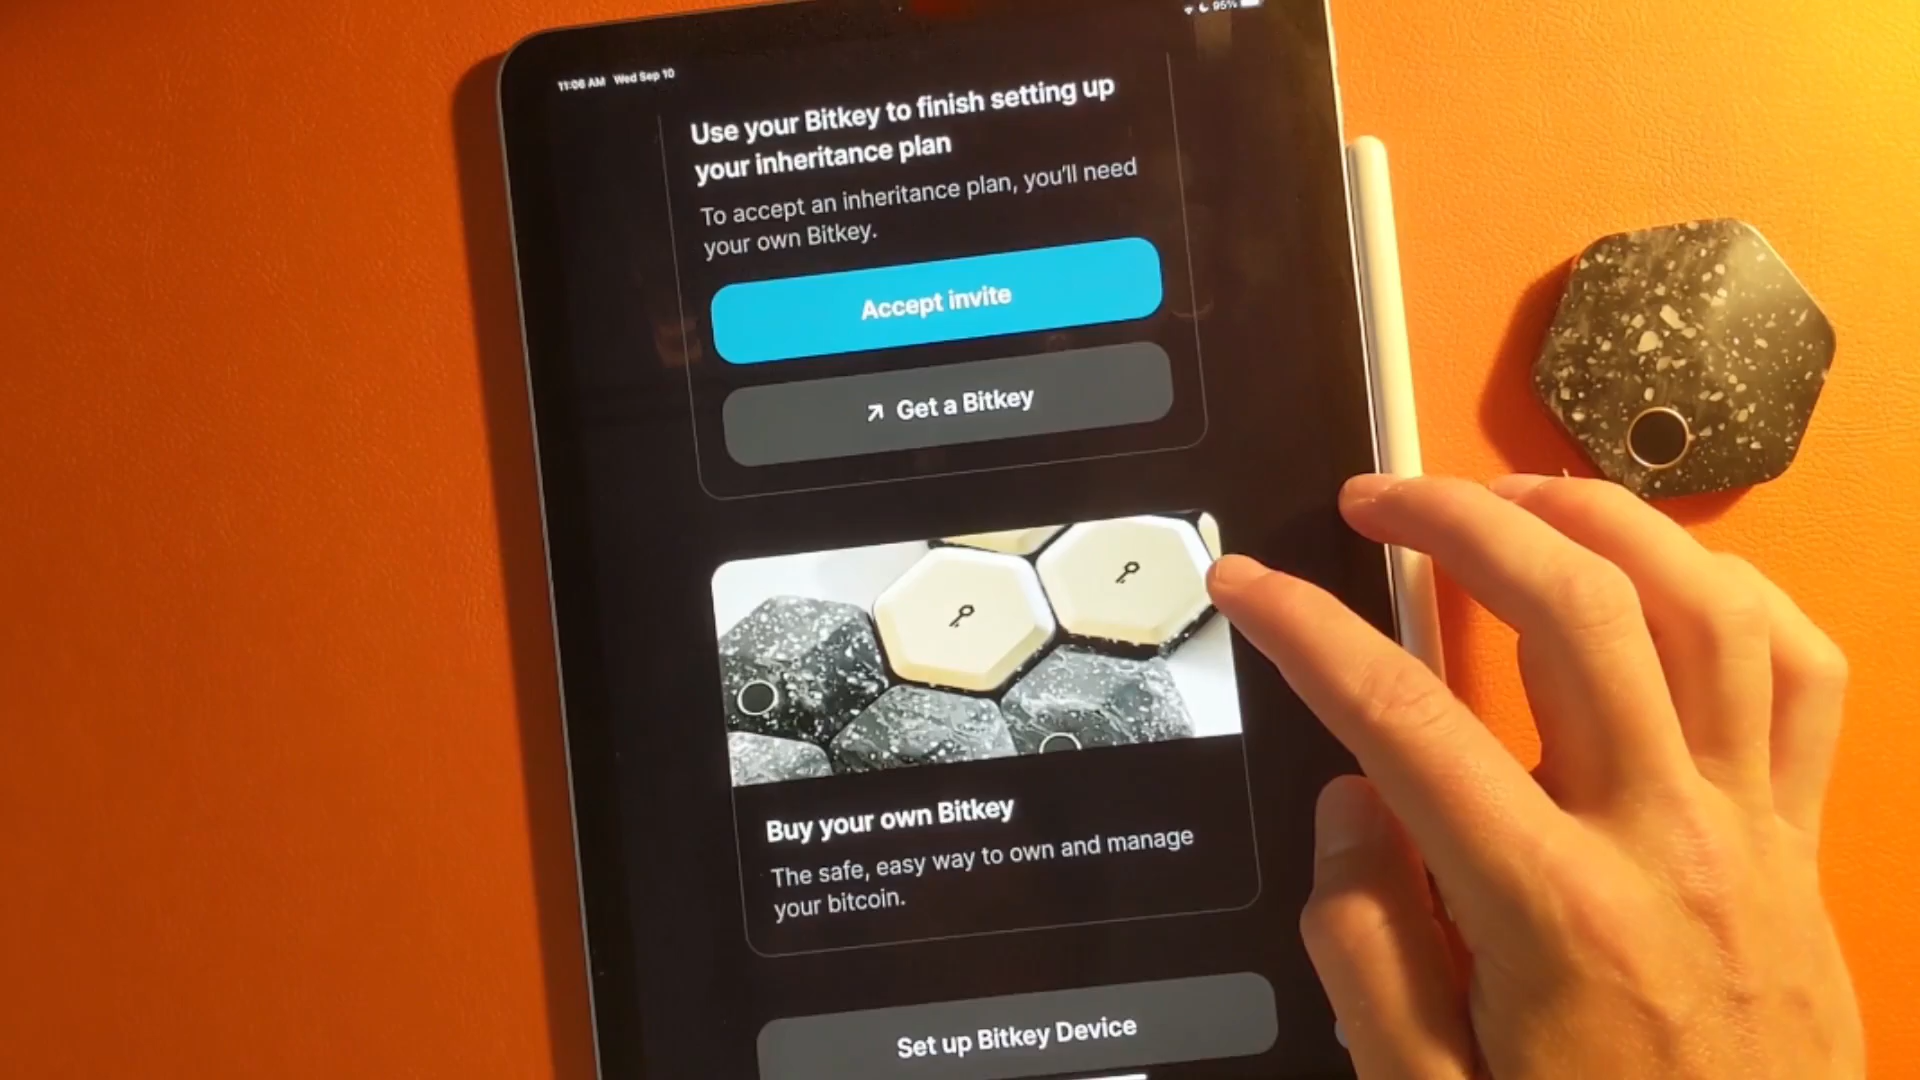 11:06 AM Wed Sep 10
95%
Use your Bitkey to finish setting up
your inheritance plan
To accept an inheritance plan, you'll need
your own Bitkey.
Accept invite
Get a Bitkey
Buy your own Bitkey
The safe, easy way to own and manage
your bitcoin.
Set up Bitkey Device